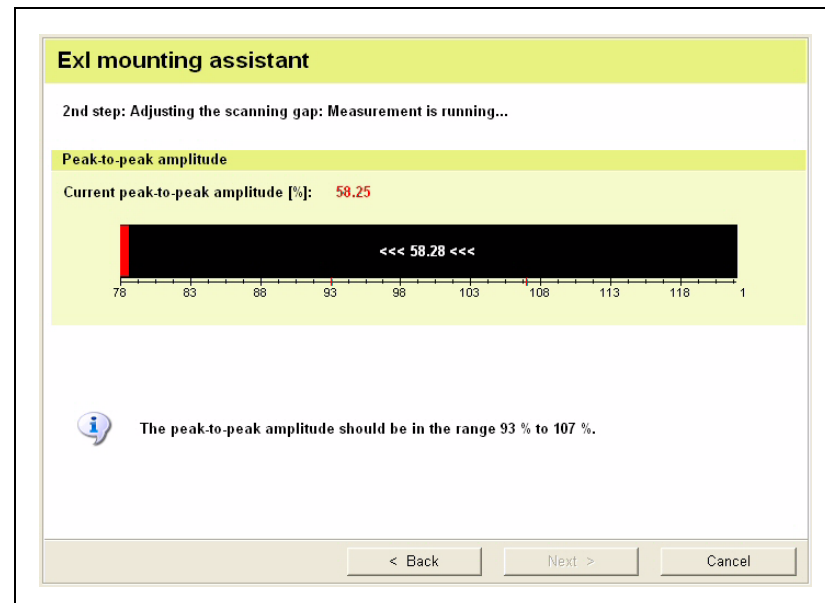 ExI mounting assistant
2nd step: Adjusting the scanning gap: Measurement is running...
Peak-to-peak amplitude
Current peak-to-peak amplitude [%]: 58.25
<<< 58.28 <<<
78 83 88 93 98 103 108 113 118 1
The peak-to-peak amplitude should be in the range 93 % to 107 %.
< Back Next > Cancel